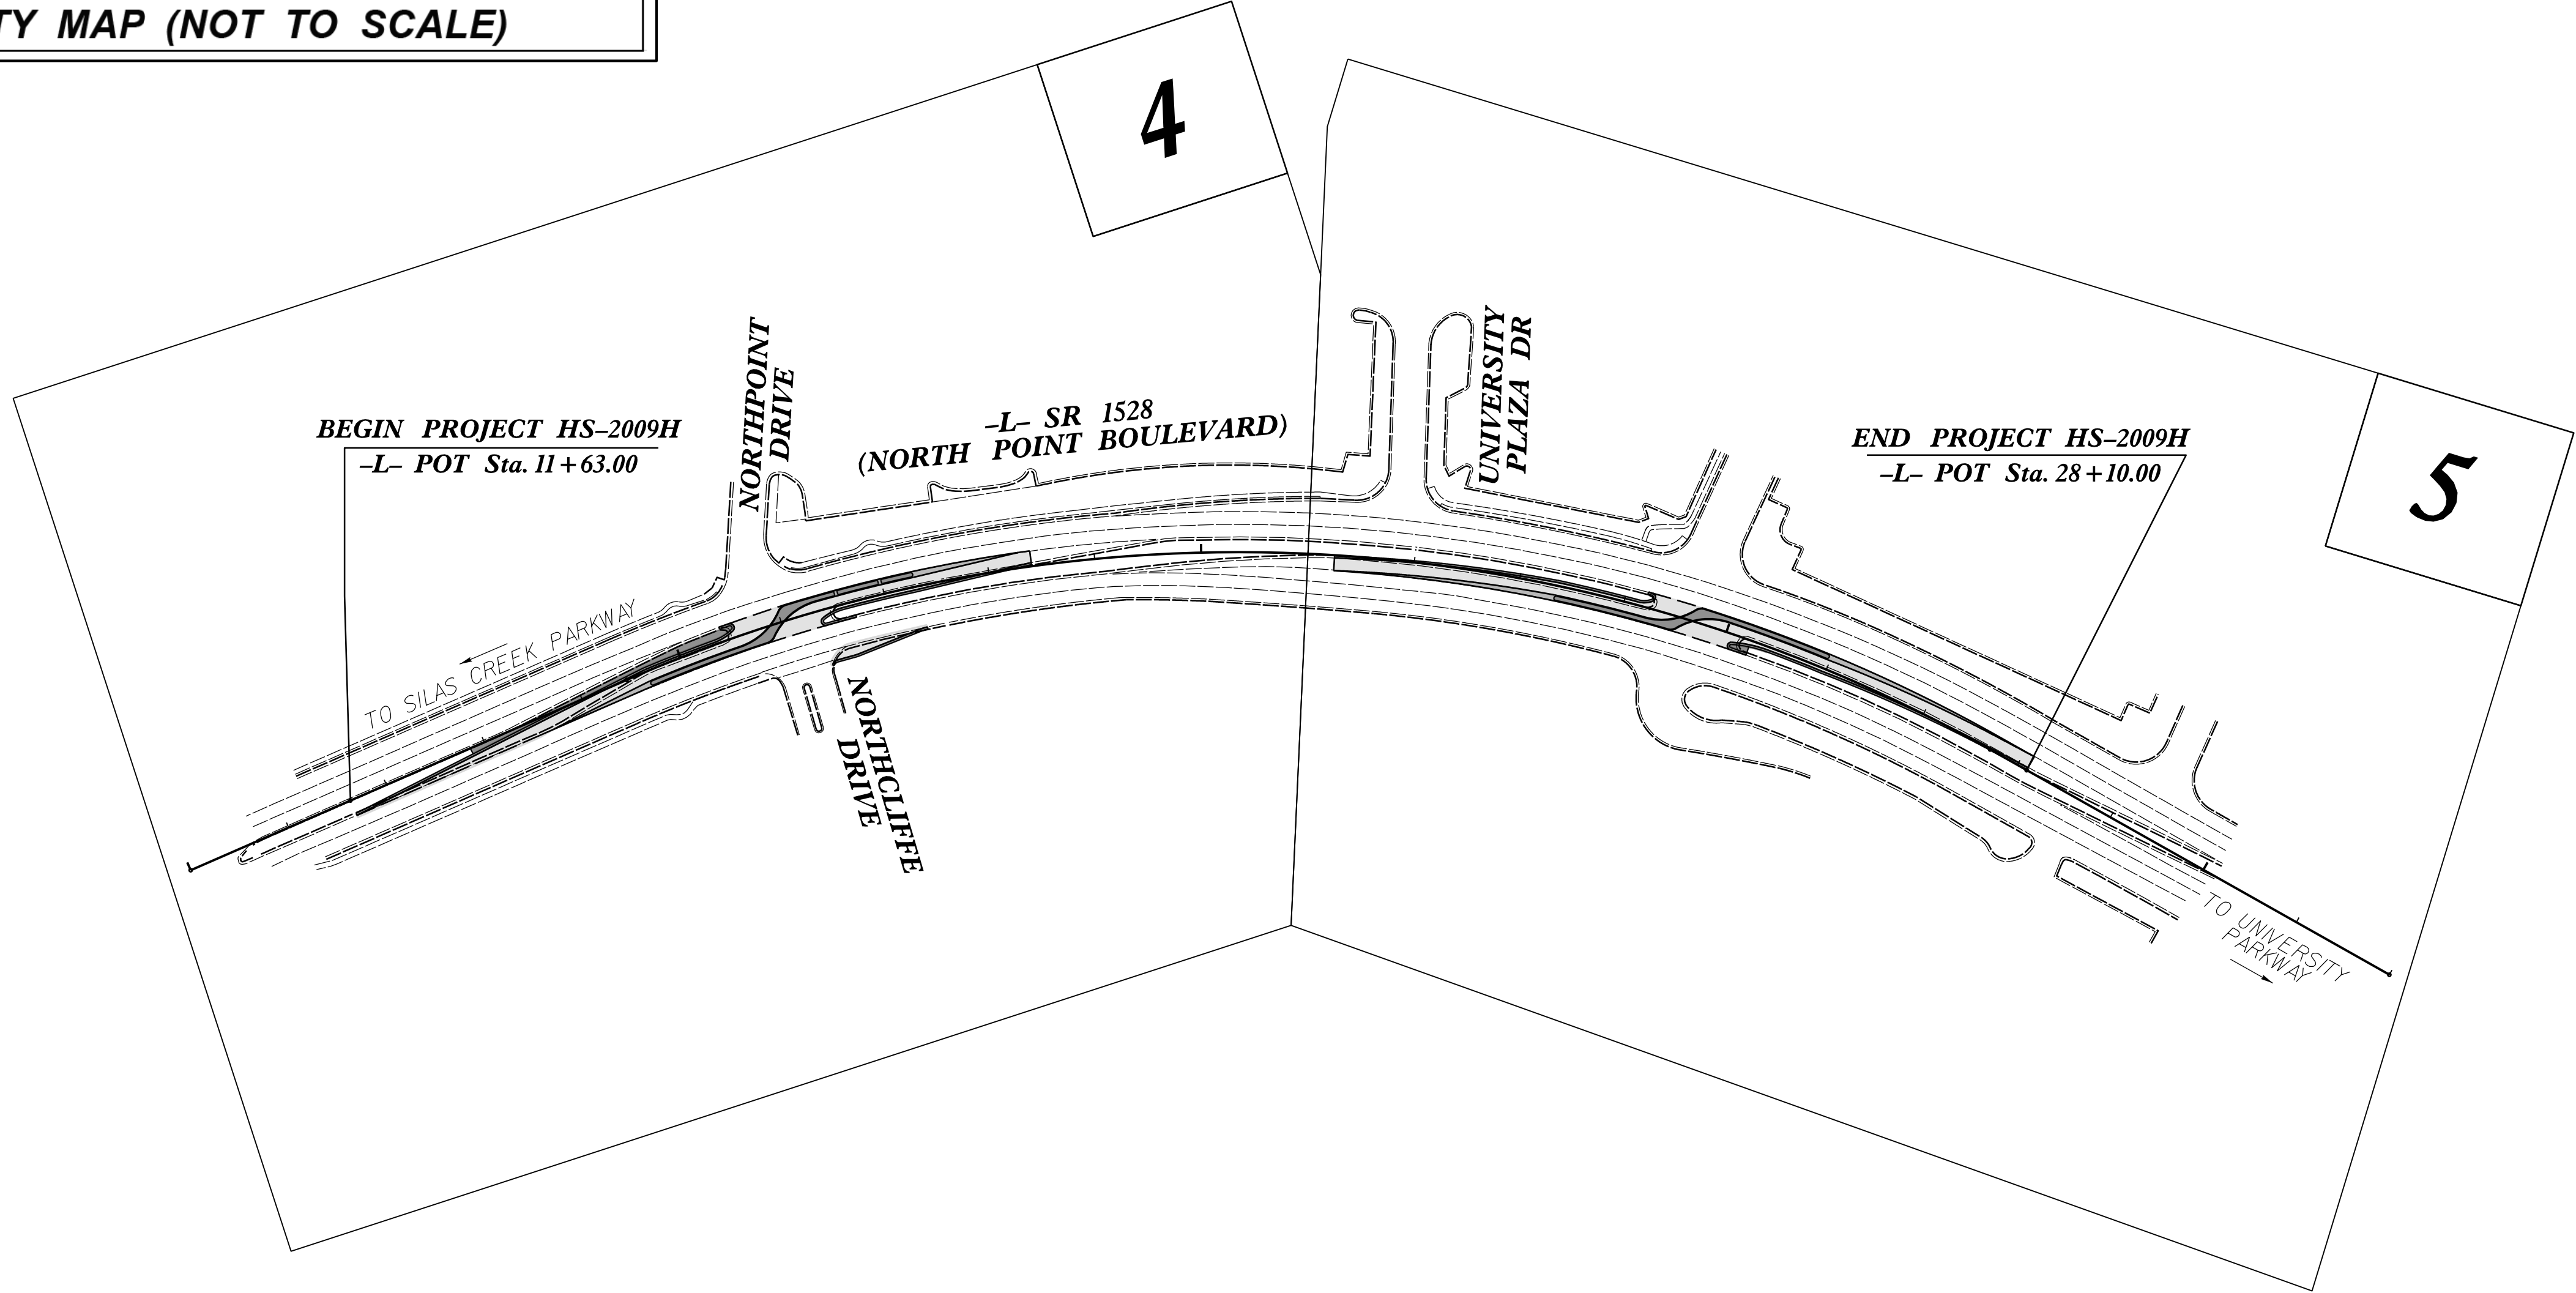 TY MAP (NOT TO SCALE)
4
5
BEGIN PROJECT HS–2009H
–L– POT Sta. 11+63.00
NORTHPOINT
DRIVE
–L– SR 1528
(NORTH POINT BOULEVARD)
UNIVERSITY
PLAZA DR
END PROJECT HS–2009H
–L– POT Sta. 28+10.00
TO SILAS CREEK PARKWAY
NORTHCLIFFE
DRIVE
TO UNIVERSITY
PARKWAY